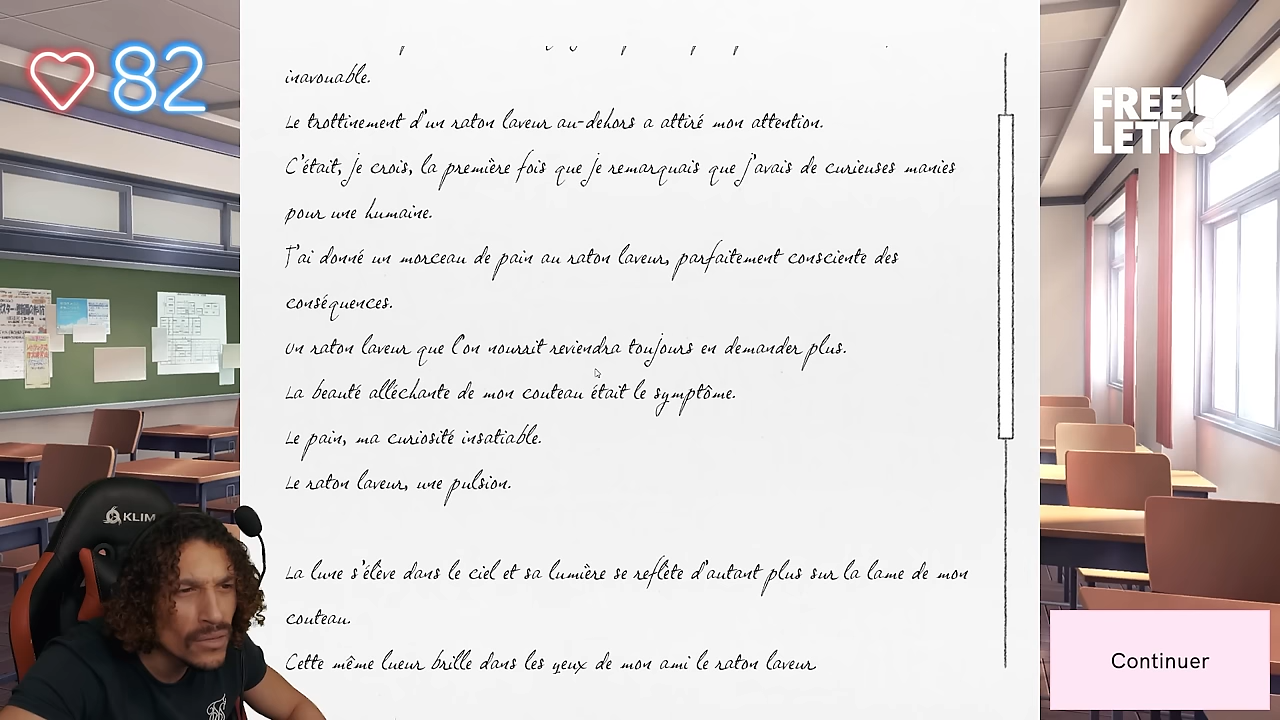 82
FREE
LETICS
inavouable.
Le trottinement d'un raton laveur au-dehors a attiré mon attention.
C'était, je crois, la première fois que je remarquais que j'avais de curieuses manies
pour une humaine.
J'ai donné un morceau de pain au raton laveur, parfaitement consciente des
conséquences.
Un raton laveur que l'on nourrit reviendra toujours en demander plus.
La beauté alléchante de mon couteau était le symptôme.
Le pain, ma curiosité insatiable.
Le raton laveur, une pulsion.
La lune s'élève dans le ciel et sa lumière se reflète d'autant plus sur la lame de mon
couteau.
Cette même lueur brille dans les yeux de mon ami le raton laveur
KLIM
Continuer